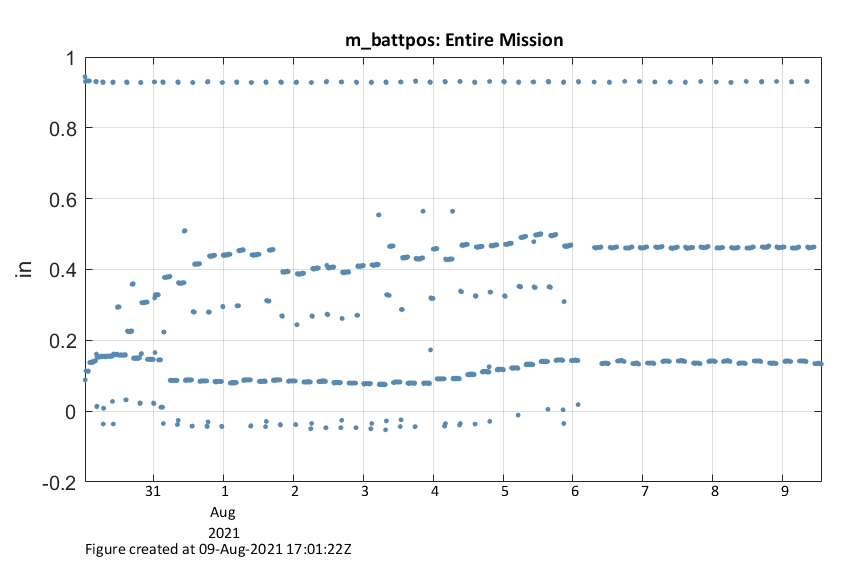 m_battpos: Entire Mission
1
0.8
0.6
0.4
0.2
0
-0.2
in
31 1 2 3 4 5 6 7 8 9
Aug
2021
Figure created at 09-Aug-2021 17:01:22Z